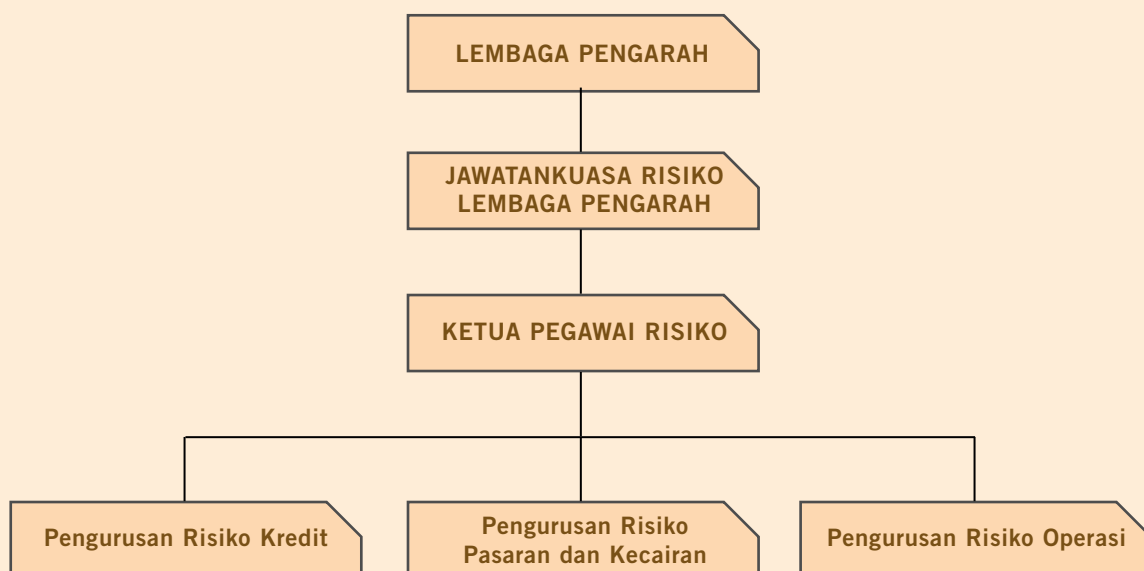 LEMBAGA PENGARAH
JAWATANKUASA RISIKO
LEMBAGA PENGARAH
KETUA PEGAWAI RISIKO
Pengurusan Risiko Kredit
Pengurusan Risiko
Pasaran dan Kecairan
Pengurusan Risiko Operasi